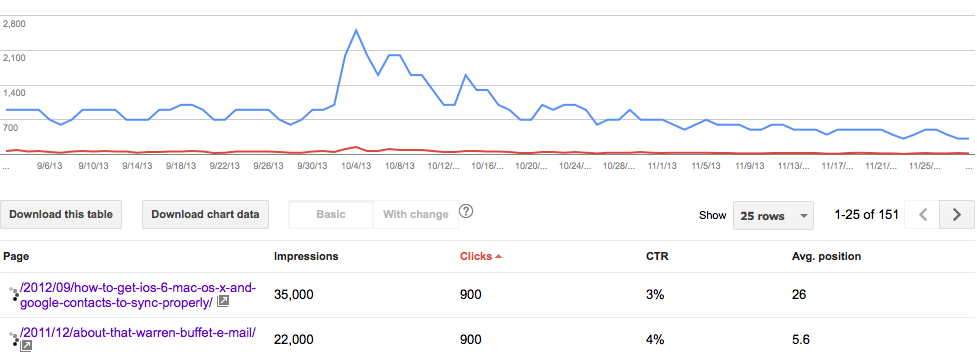 2,800
2,100
1,400
700
... 9/6/13 9/10/13 9/14/13 9/18/13 9/22/13 9/26/13 9/30/13 10/4/13 10/8/13 10/12/... 10/16/... 10/20/... 10/24/... 10/28/... 11/1/13 11/5/13 11/9/13 11/13/... 11/17/... 11/21/... 11/25/... ...
Download this table Download chart data Basic With change ? Show 25 rows 1-25 of 151
Page Impressions Clicks CTR Avg. position
/2012/09/how-to-get-ios-6-mac-os-x-and-
google-contacts-to-sync-properly/ 35,000 900 3% 26
/2011/12/about-that-warren-buffet-e-mail/ 22,000 900 4% 5.6